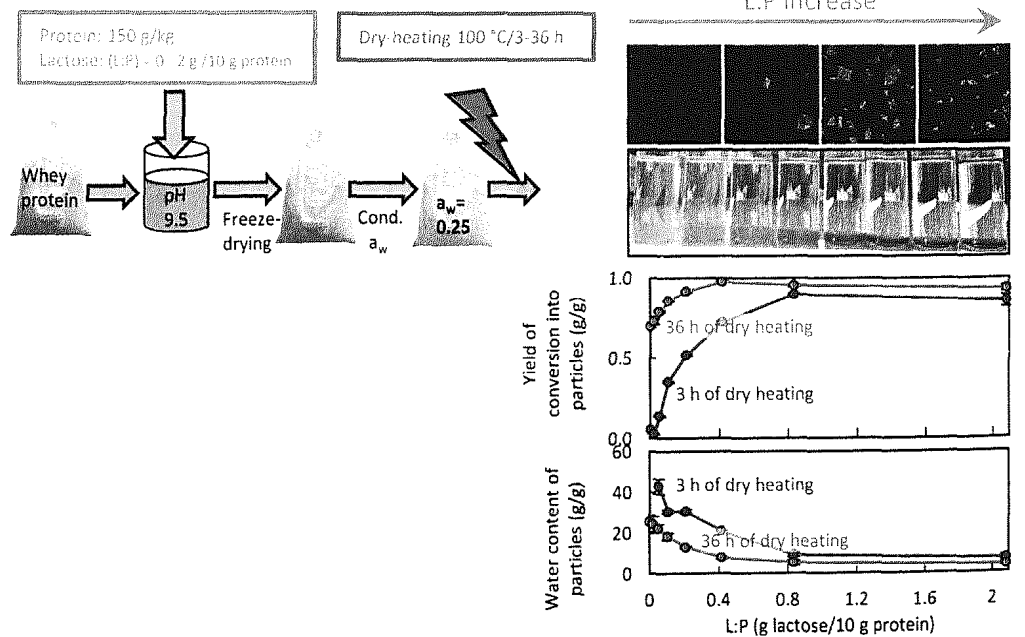 L:P increase
Protein: 150 g/kg
Lactose: (L:P) - 0 2 g /10 g protein
Dry-heating 100 °C/3-36 h
Whey
protein
pH
9.5
Freeze-
drying
Cond.
a_w
a_w=
0.25
Yield of
conversion into
particles (g/g)
1.0
0.5
0.0
36 h of dry heating
3 h of dry heating
Water content of
particles (g/g)
60
40
20
0
3 h of dry heating
36 h of dry heating
0 0.4 0.8 1.2 1.6 2
L:P (g lactose/10 g protein)